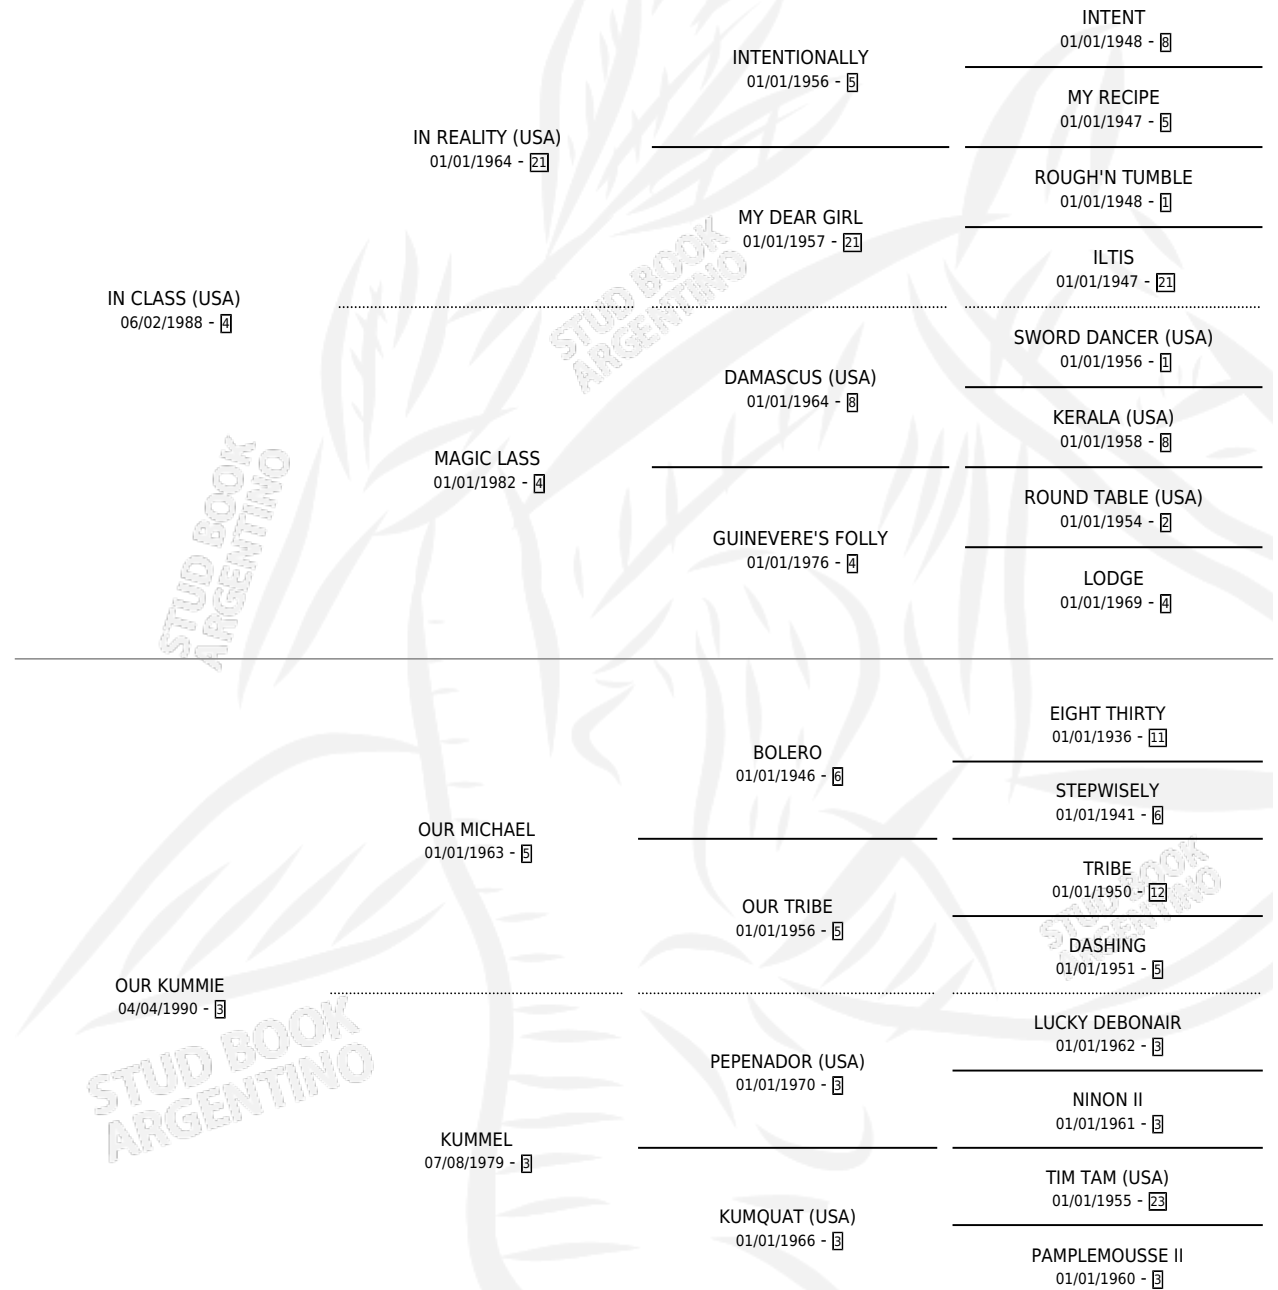 INTENT
01/01/1948 - 8
INTENTIONALLY
01/01/1956 - 5
MY RECIPE
01/01/1947 - 5
IN REALITY (USA)
01/01/1964 - 21
ROUGH'N TUMBLE
01/01/1948 - 1
MY DEAR GIRL
01/01/1957 - 21
ILTIS
01/01/1947 - 21
IN CLASS (USA)
06/02/1988 - 4
SWORD DANCER (USA)
01/01/1956 - 1
DAMASCUS (USA)
01/01/1964 - 8
KERALA (USA)
01/01/1958 - 8
MAGIC LASS
01/01/1982 - 4
ROUND TABLE (USA)
01/01/1954 - 2
GUINEVERE'S FOLLY
01/01/1976 - 4
LODGE
01/01/1969 - 4
EIGHT THIRTY
01/01/1936 - 11
BOLERO
01/01/1946 - 6
STEPWISELY
01/01/1941 - 6
OUR MICHAEL
01/01/1963 - 5
TRIBE
01/01/1950 - 12
OUR TRIBE
01/01/1956 - 5
DASHING
01/01/1951 - 5
OUR KUMMIE
04/04/1990 - 3
LUCKY DEBONAIR
01/01/1962 - 3
PEPENADOR (USA)
01/01/1970 - 3
NINON II
01/01/1961 - 3
KUMMEL
07/08/1979 - 3
TIM TAM (USA)
01/01/1955 - 23
KUMQUAT (USA)
01/01/1966 - 3
PAMPLEMOUSSE II
01/01/1960 - 3
STUD BOOK
ARGENTINO
STUD BOOK
ARGENTINO
STUD BOOK
ARGENTINO
STUD BOOK
ARGENTINO